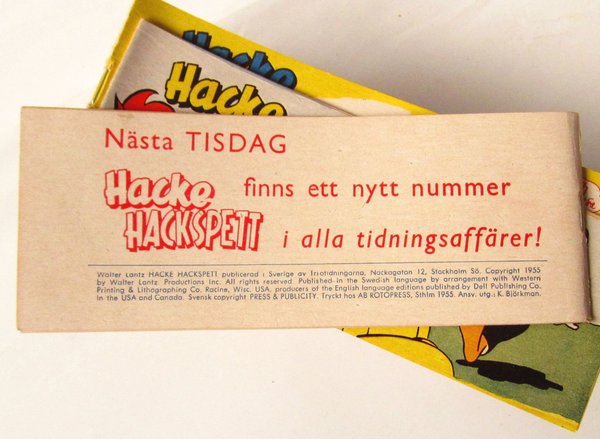 Hacke
Hacke
Nästa TISDAG
Hacke
HACKSPETT
finns ett nytt nummer
i alla tidningsaffärer!
Walter Lantz HACKE HACKSPETT publicerad i Sverige av Serietidningarna, Nackagatan 12, Stockholm Sö. Copyright 1955
by Walter Lantz Productions Inc. All rights reserved. Published in the Swedish language by arrangement with Western
Printing & Lithographing Co. Racine, Wisc. USA, producers of the English language editions published by Dell Publishing Co.
in the USA and Canada. Svensk copyright PRESS & PUBLICITY. Tryckt hos AB ROTOPRESS, Sthlm 1955. Ansv. utg.: K. Björkman.